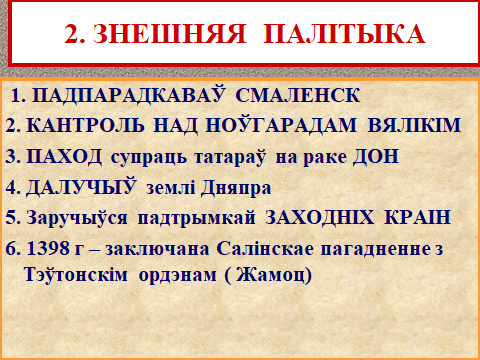 2. ЗНЕШНЯЯ ПАЛІТЫКА
1. ПАДПАРАДКАВАЎ СМАЛЕНСК
2. КАНТРОЛЬ НАД НОЎГАРАДАМ ВЯЛІКІМ
3. ПАХОД супраць татараў на раке ДОН
4. ДАЛУЧЫЎ землі Дняпра
5. Заручыўся падтрымкай ЗАХОДНІХ КРАІН
6. 1398 г – заключана Салінскае пагадненне з
Тэўтонскім ордэнам ( Жамоц)